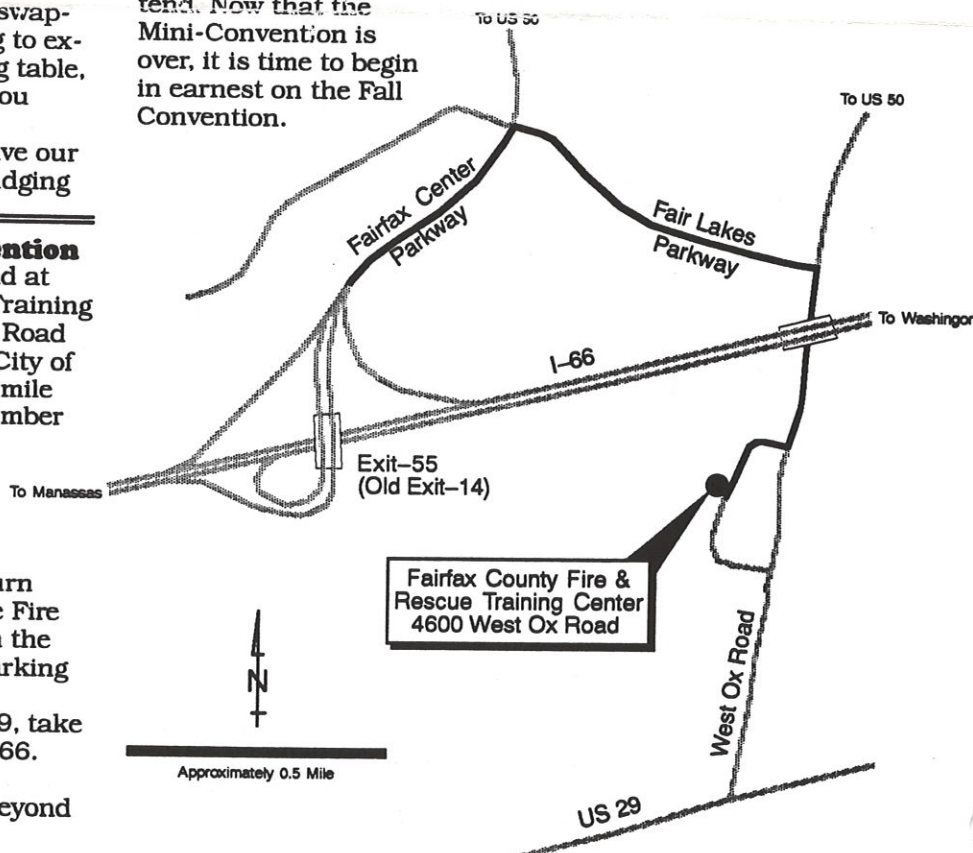 swap-
g to ex-
g table,
ou
ve our
dging
ention
d at
Training
Road
City of
mile
mber
urn
e Fire
n the
arking
9, take
66.
eyond
tend. Now that the
Mini-Convention is
over, it is time to begin
in earnest on the Fall
Convention.
To US 50
To US 50
Fairfax Center
Parkway
Fair Lakes
Parkway
To Washingon
I-66
Exit-55
(Old Exit-14)
To Manassas
Fairfax County Fire &
Rescue Training Center
4600 West Ox Road
N
West Ox Road
Approximately 0.5 Mile
US 29